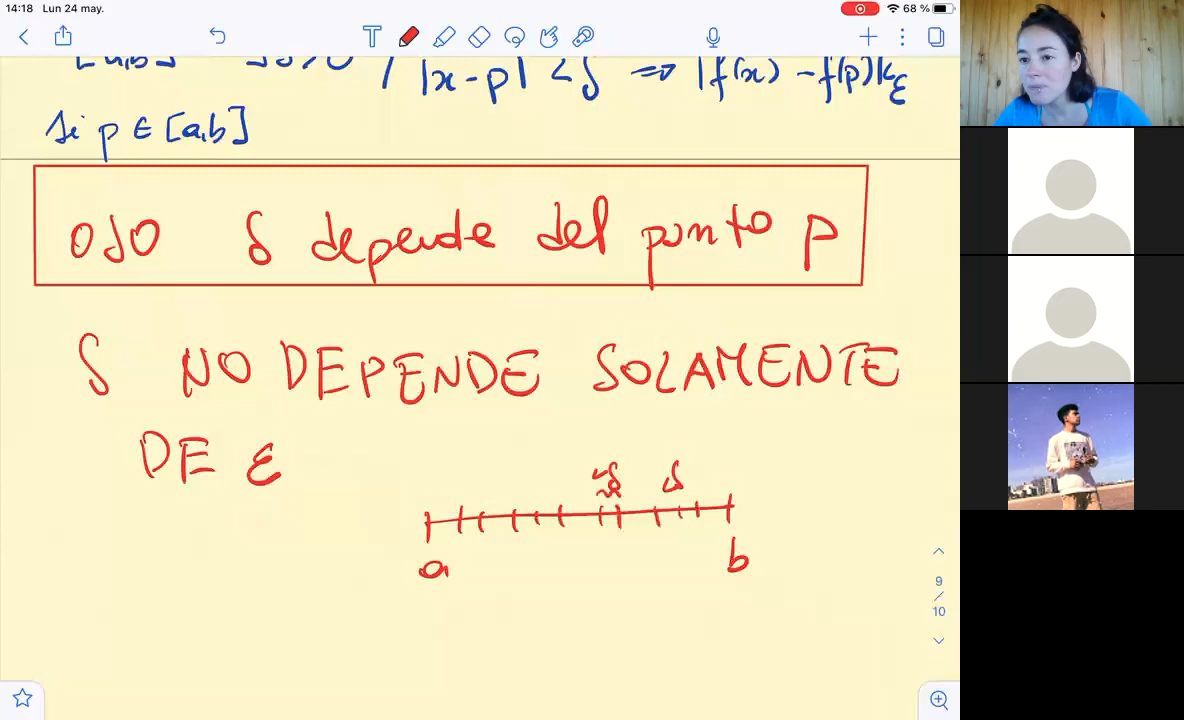 14:18 Lun 24 may. 68 %
/ |x-p| < δ ⇒ |f(x) - f(p)|<ε
si p ∈ [a,b]
OJO δ depende del punto p
δ NO DEPENDE SOLAMENTE
DE ε
δ δ
a b
9
/
10